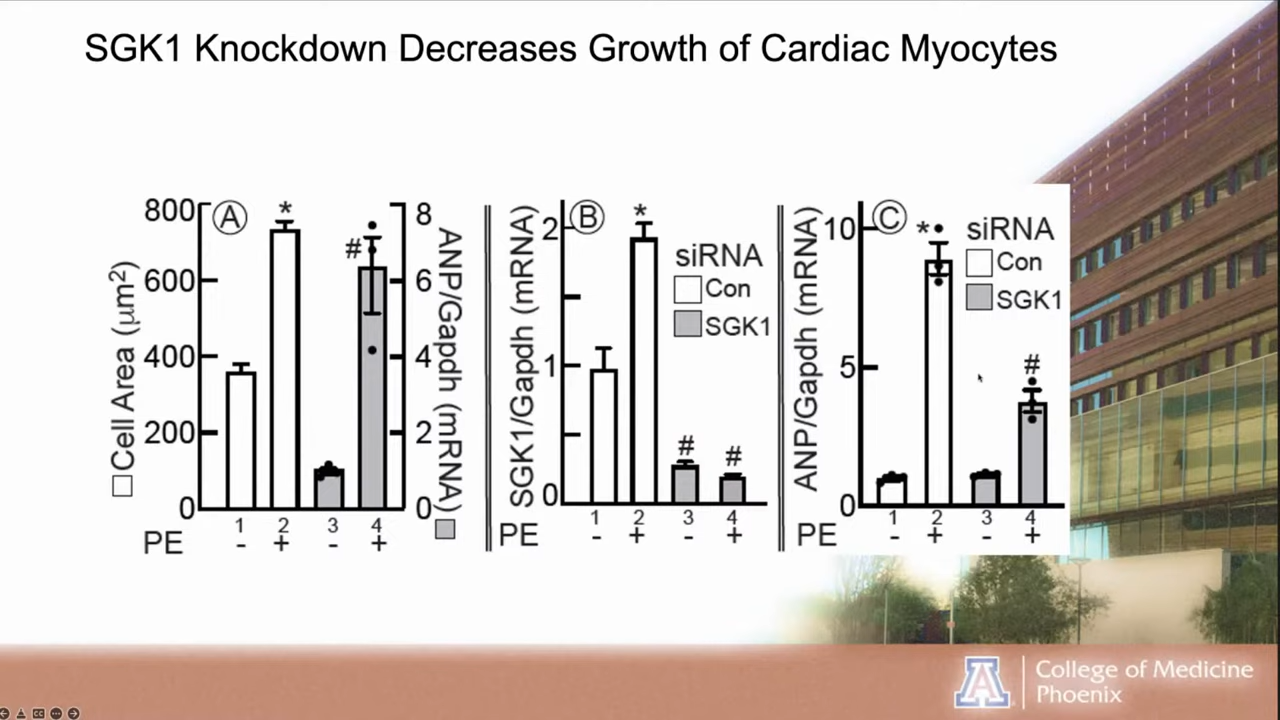 SGK1 Knockdown Decreases Growth of Cardiac Myocytes
A
Cell Area (μm²)
800
600
400
200
0
*
#
8
6
4
2
0
ANP/Gapdh (mRNA)
1 2 3 4
PE - + - +
B
SGK1/Gapdh (mRNA)
2
1
0
*
#
#
siRNA
Con
SGK1
1 2 3 4
PE - + - +
C
ANP/Gapdh (mRNA)
10
5
0
*
#
siRNA
Con
SGK1
1 2 3 4
PE - + - +
A
College of Medicine
Phoenix